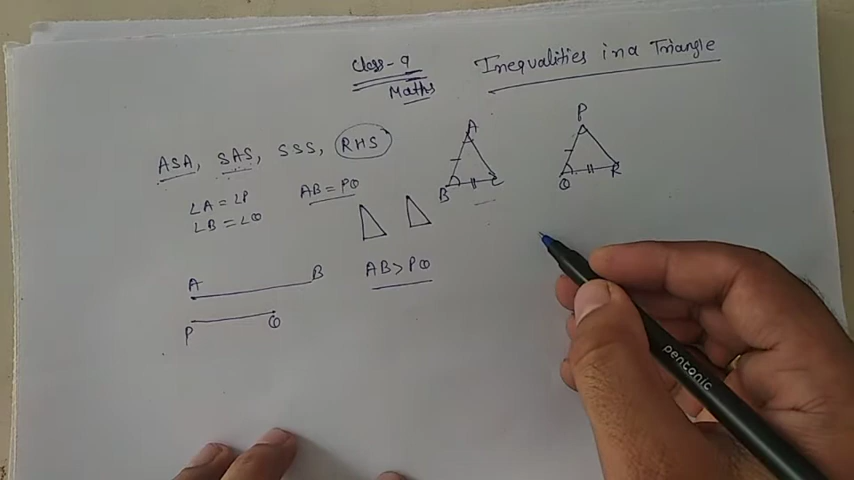 Class-9
Maths
Inequalities in a Triangle
ASA, SAS, SSS, RHS
∠A = ∠P
∠B = ∠Q
AB = PQ
A
B
C
P
Q
R
A B
P Q
AB > PQ
pentonic